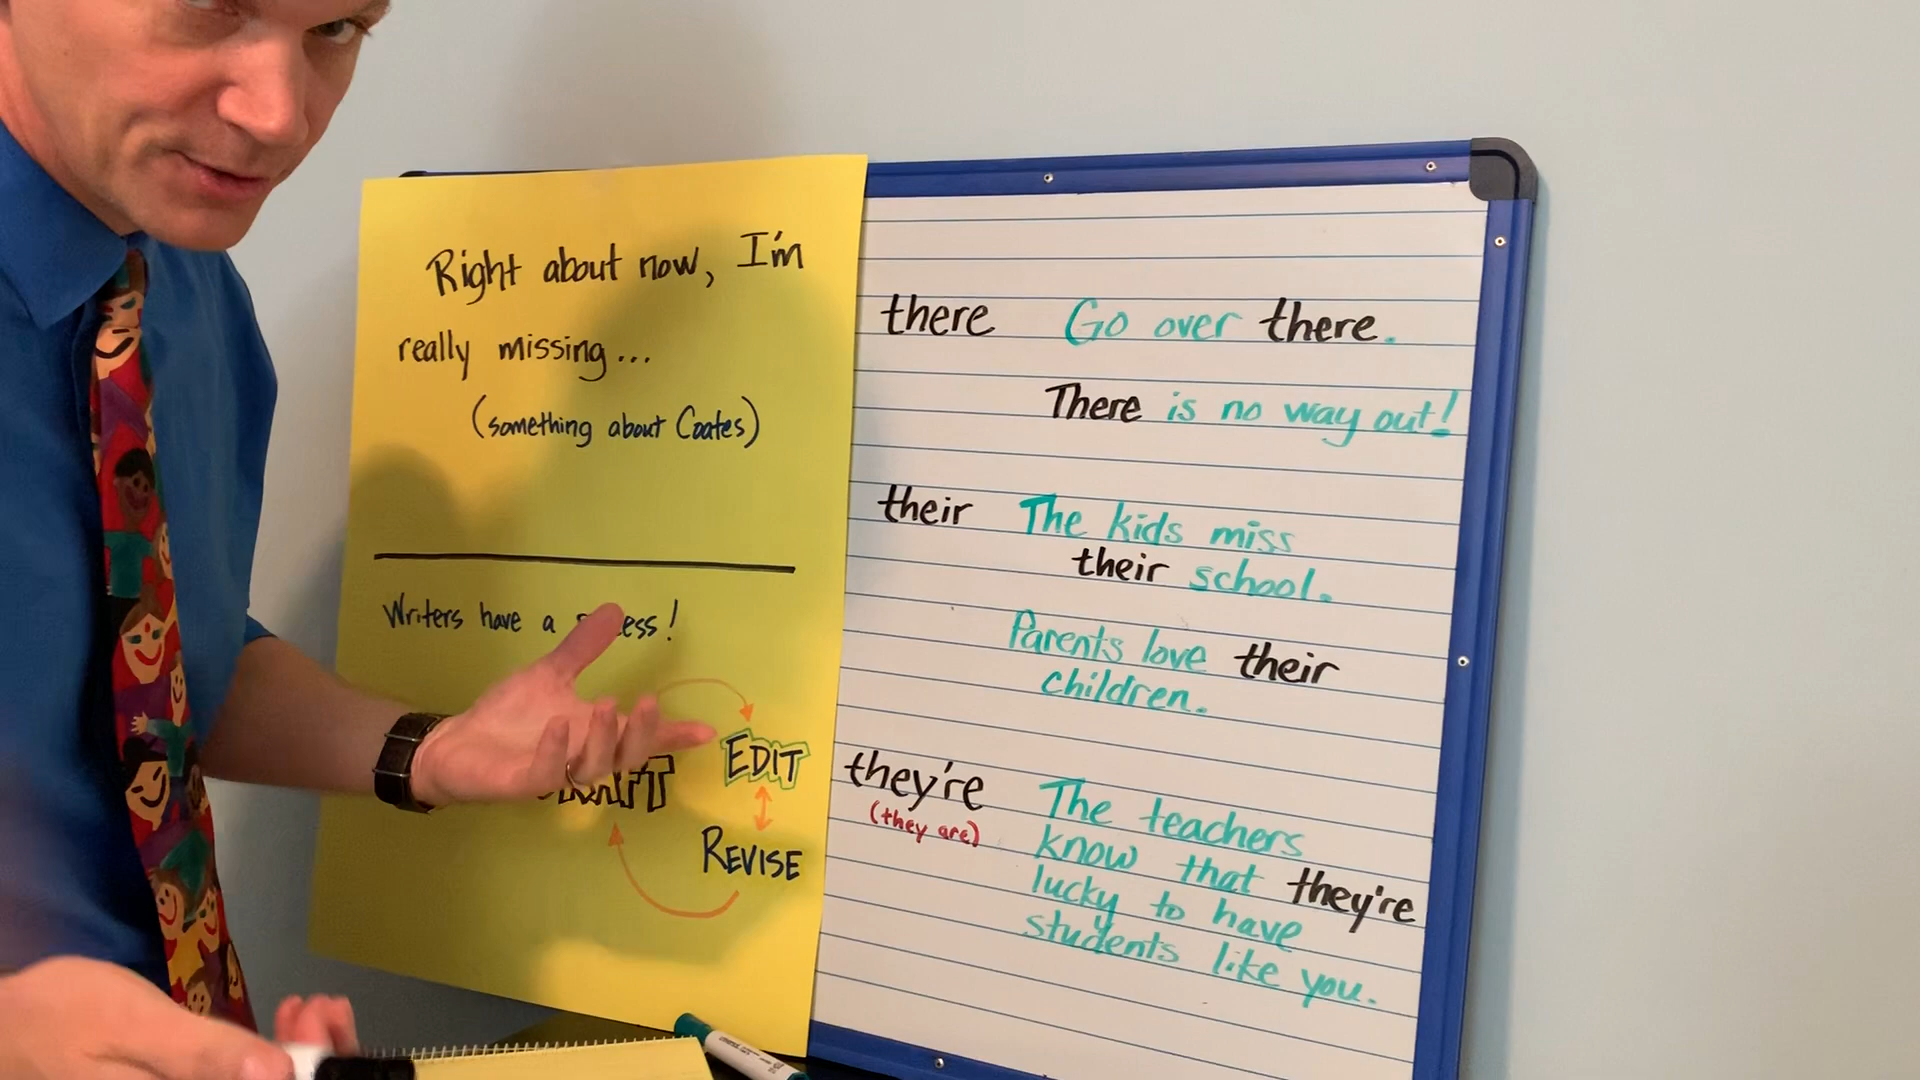 Right about now, I'm
really missing...
(something about Coates)
Writers have a !
EDIT
REVISE
there Go over there.
There is no way out!
their The kids miss
their school.
Parents love their
children.
they're The teachers
(they are) know that they're
lucky to have
students like you.